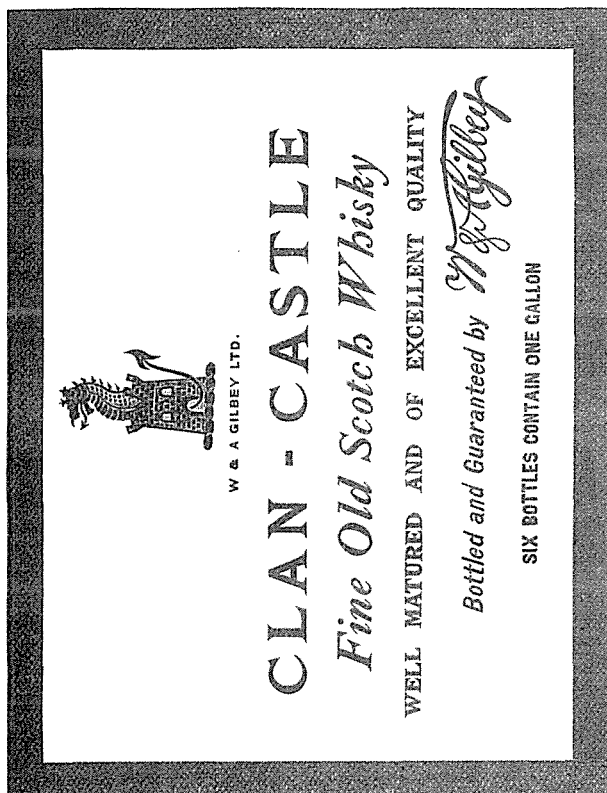 W & A GILBEY LTD.
CLAN - CASTLE
Fine Old Scotch Whisky
WELL MATURED AND OF EXCELLENT QUALITY
Bottled and Guaranteed by W & A Gilbey
SIX BOTTLES CONTAIN ONE GALLON